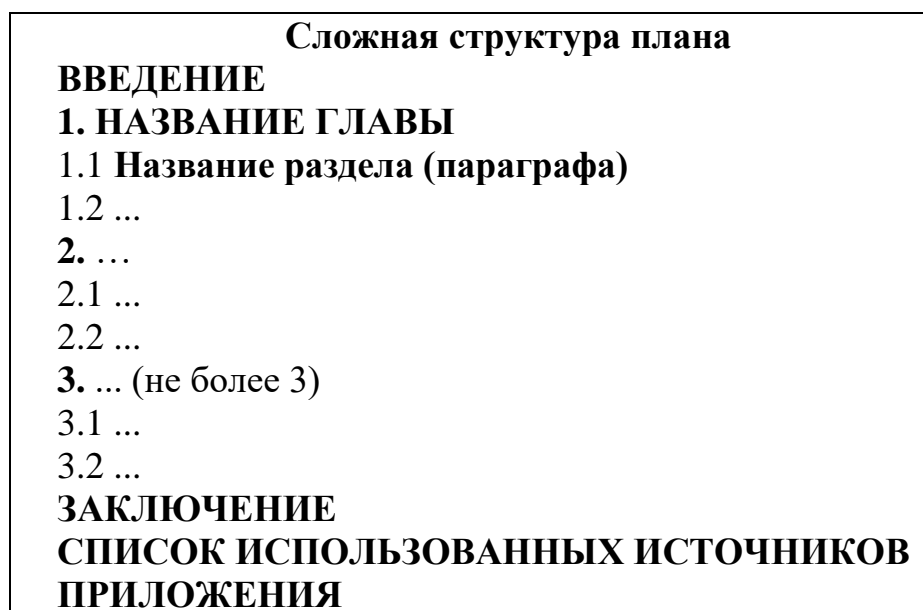 Сложная структура плана
ВВЕДЕНИЕ
1. НАЗВАНИЕ ГЛАВЫ
1.1 Название раздела (параграфа)
1.2 ...
2. …
2.1 ...
2.2 ...
3. ... (не более 3)
3.1 ...
3.2 ...
ЗАКЛЮЧЕНИЕ
СПИСОК ИСПОЛЬЗОВАННЫХ ИСТОЧНИКОВ
ПРИЛОЖЕНИЯ